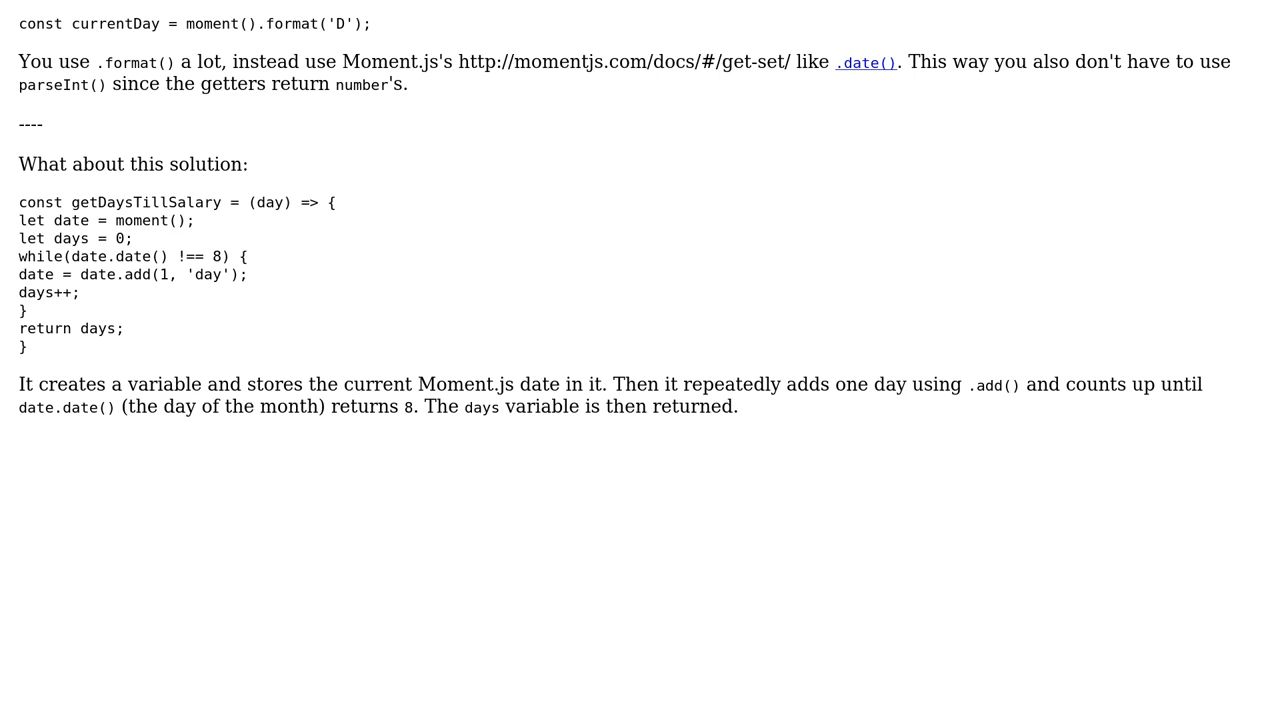 const currentDay = moment().format('D');
You use .format() a lot, instead use Moment.js's http://momentjs.com/docs/#/get-set/ like .date(). This way you also don't have to use
parseInt() since the getters return number's.
----
What about this solution:
const getDaysTillSalary = (day) => {
let date = moment();
let days = 0;
while(date.date() !== 8) {
date = date.add(1, 'day');
days++;
}
return days;
}
It creates a variable and stores the current Moment.js date in it. Then it repeatedly adds one day using .add() and counts up until
date.date() (the day of the month) returns 8. The days variable is then returned.